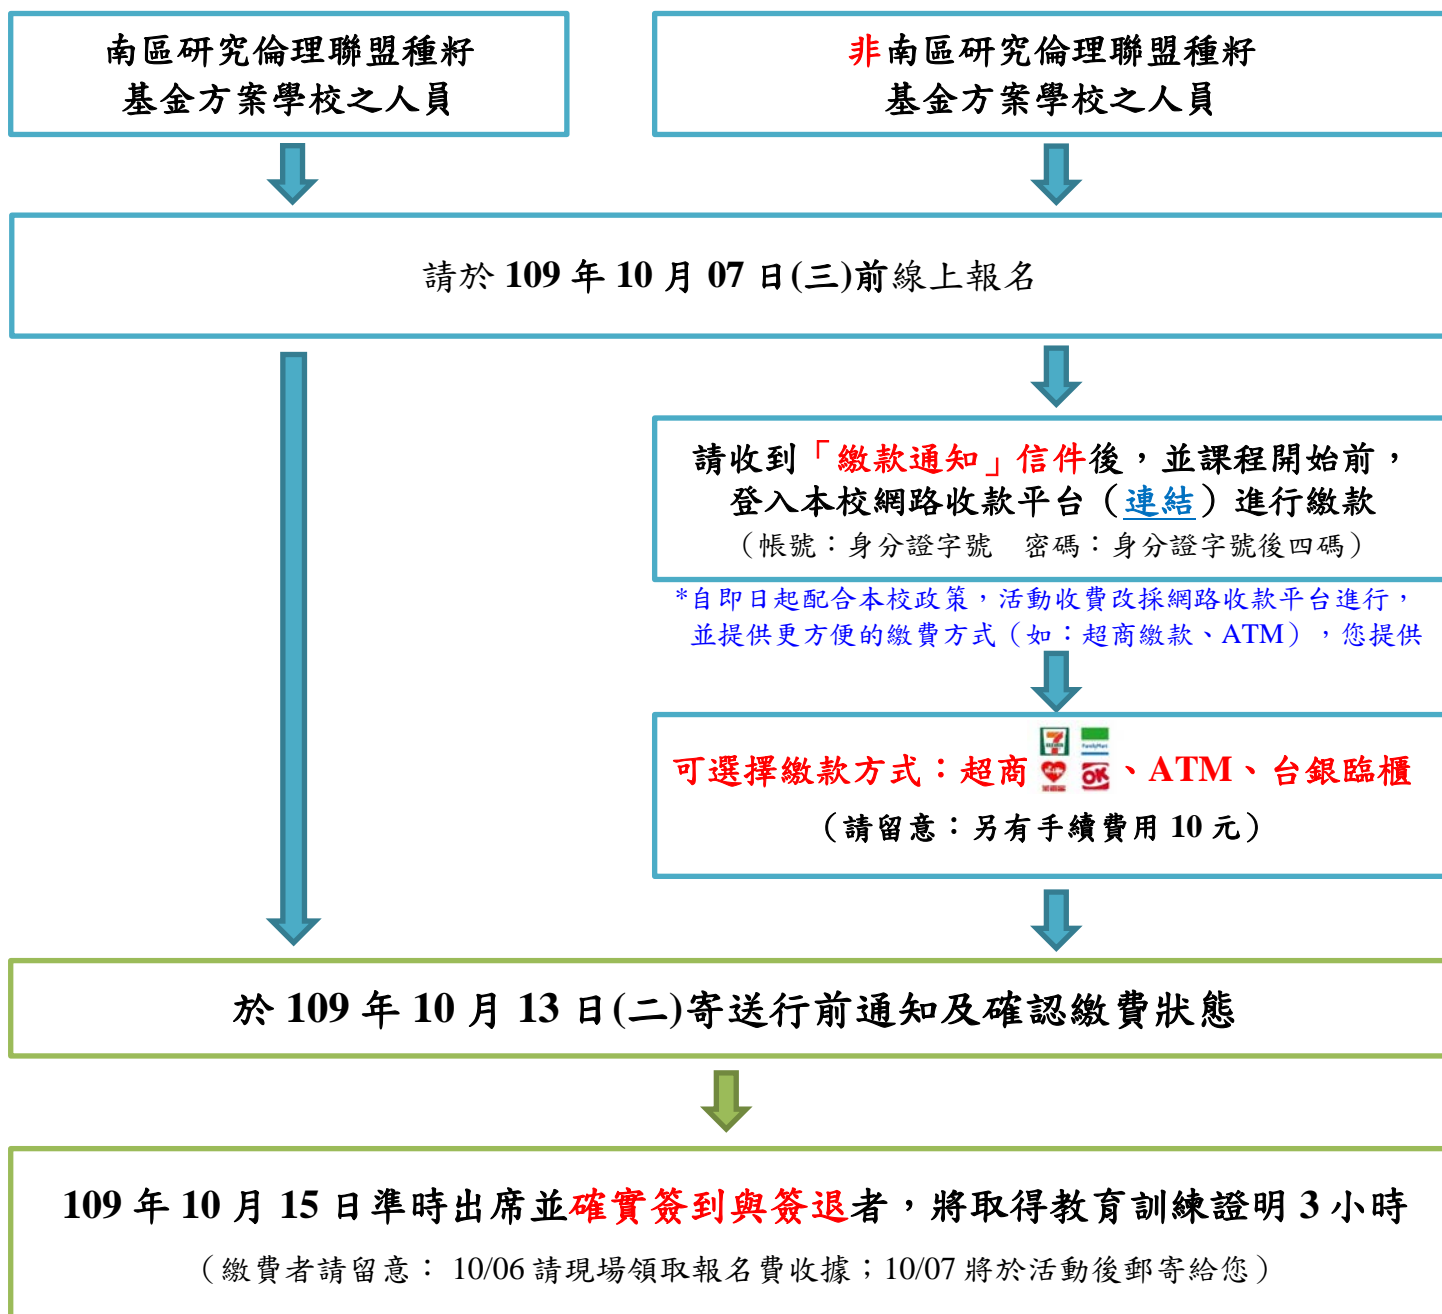 南區研究倫理聯盟種籽
基金方案學校之人員
非南區研究倫理聯盟種籽
基金方案學校之人員
請於 109 年 10 月 07 日(三)前線上報名
請收到「繳款通知」信件後，並課程開始前，
登入本校網路收款平台（連結）進行繳款
（帳號：身分證字號　密碼：身分證字號後四碼）
*自即日起配合本校政策，活動收費改採網路收款平台進行，
並提供更方便的繳費方式（如：超商繳款、ATM），您提供
可選擇繳款方式：超商 7 ELEVEN FamilyMart OK 、ATM、台銀臨櫃
（請留意：另有手續費用 10 元）
於 109 年 10 月 13 日(二)寄送行前通知及確認繳費狀態
109 年 10 月 15 日準時出席並確實簽到與簽退者，將取得教育訓練證明 3 小時
（繳費者請留意： 10/06 請現場領取報名費收據；10/07 將於活動後郵寄給您）